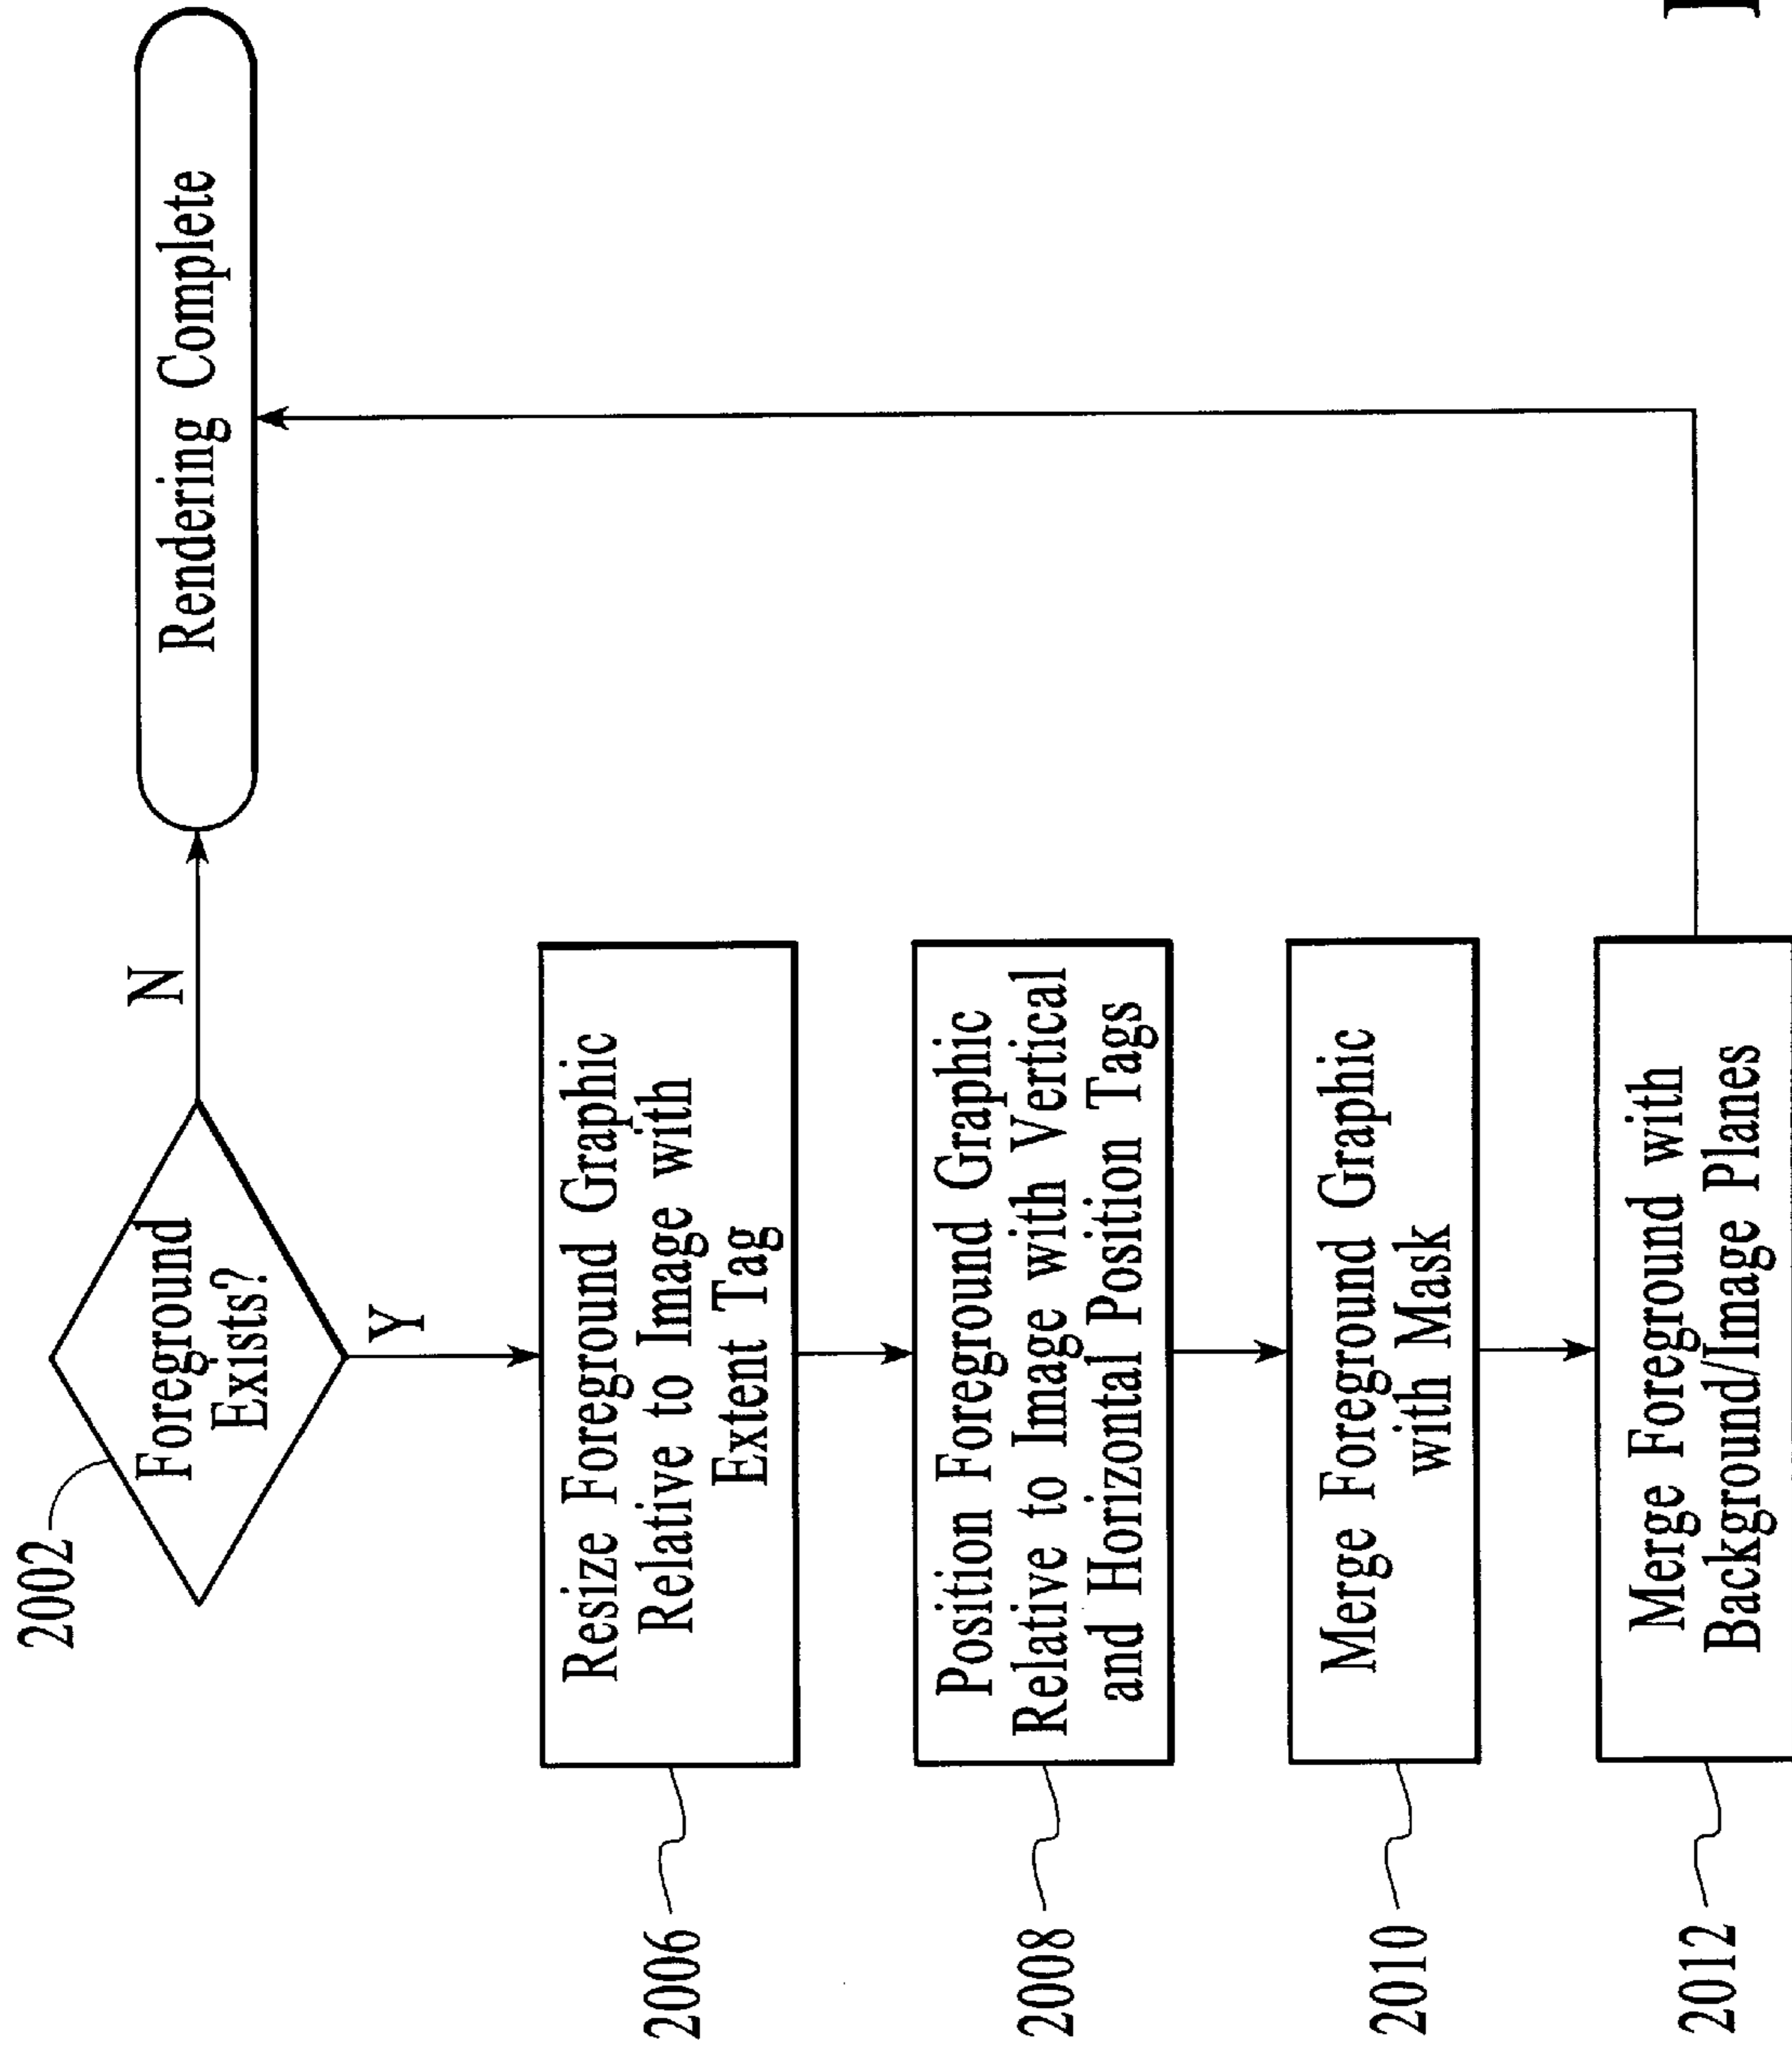 2002
Foreground
Exists?
N
Rendering Complete
Y
2006
Resize Foreground Graphic
Relative to Image with
Extent Tag
2008
Position Foreground Graphic
Relative to Image with Vertical
and Horizontal Position Tags
2010
Merge Foreground Graphic
with Mask
2012
Merge Foreground with
Background/Image Planes